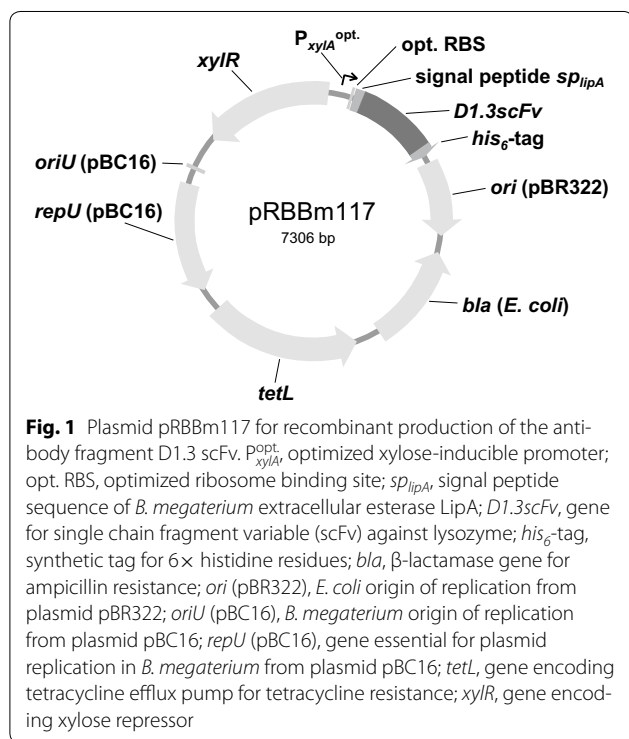 P_xylA^opt.
opt. RBS
xylR
signal peptide sp_lipA
D1.3scFv
his₆-tag
oriU (pBC16)
ori (pBR322)
repU (pBC16)
pRBBm117
7306 bp
bla (E. coli)
tetL
Fig. 1 Plasmid pRBBm117 for recombinant production of the anti-
body fragment D1.3 scFv. P_xylA^opt., optimized xylose-inducible promoter;
opt. RBS, optimized ribosome binding site; sp_lipA, signal peptide
sequence of B. megaterium extracellular esterase LipA; D1.3scFv, gene
for single chain fragment variable (scFv) against lysozyme; his₆-tag,
synthetic tag for 6× histidine residues; bla, β-lactamase gene for
ampicillin resistance; ori (pBR322), E. coli origin of replication from
plasmid pBR322; oriU (pBC16), B. megaterium origin of replication
from plasmid pBC16; repU (pBC16), gene essential for plasmid
replication in B. megaterium from plasmid pBC16; tetL, gene encoding
tetracycline efflux pump for tetracycline resistance; xylR, gene encod-
ing xylose repressor